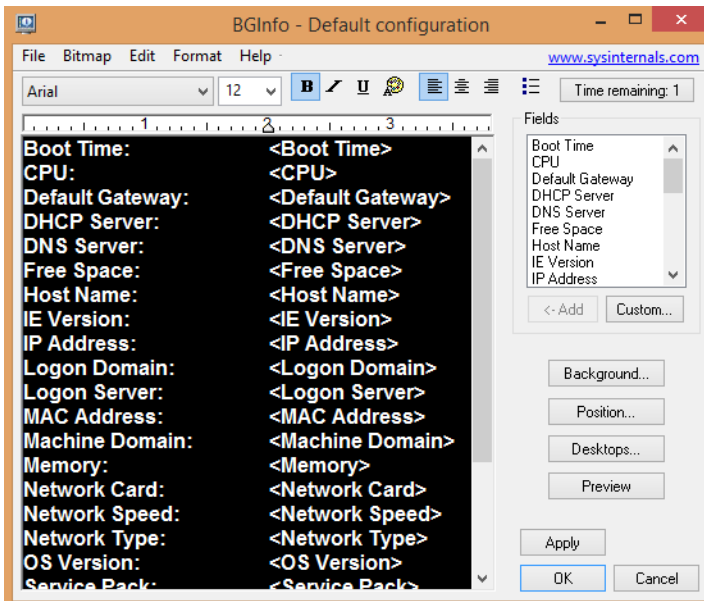 BGInfo - Default configuration
File Bitmap Edit Format Help
www.sysinternals.com
Arial 12 B I U Time remaining: 1
1 2 3
Boot Time: <Boot Time>
CPU: <CPU>
Default Gateway: <Default Gateway>
DHCP Server: <DHCP Server>
DNS Server: <DNS Server>
Free Space: <Free Space>
Host Name: <Host Name>
IE Version: <IE Version>
IP Address: <IP Address>
Logon Domain: <Logon Domain>
Logon Server: <Logon Server>
MAC Address: <MAC Address>
Machine Domain: <Machine Domain>
Memory: <Memory>
Network Card: <Network Card>
Network Speed: <Network Speed>
Network Type: <Network Type>
OS Version: <OS Version>
Service Pack: <Service Pack>
Fields
Boot Time
CPU
Default Gateway
DHCP Server
DNS Server
Free Space
Host Name
IE Version
IP Address
<- Add Custom...
Background...
Position...
Desktops...
Preview
Apply
OK Cancel